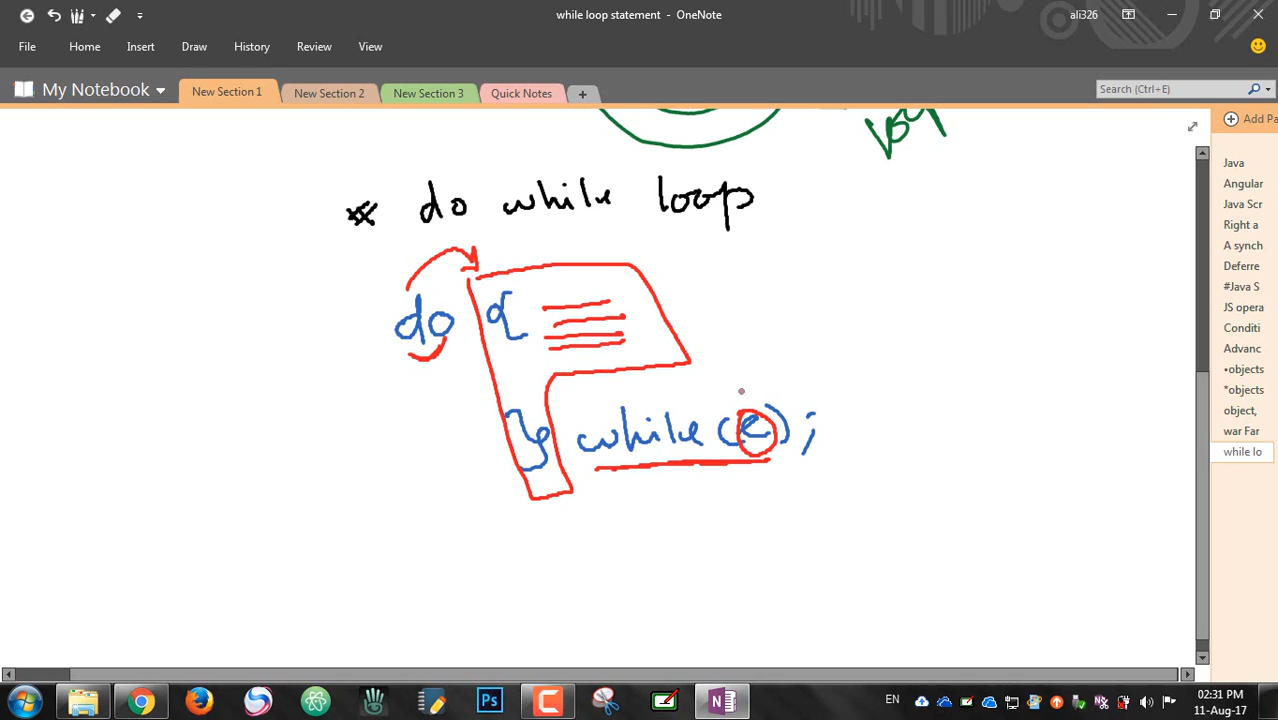 while loop statement - OneNote
ali326
File Home Insert Draw History Review View
My Notebook New Section 1 New Section 2 New Section 3 Quick Notes +
Search (Ctrl+E)
Add Pa
loop
* do while loop
do {
} while (e);
Java
Angular
Java Scr
Right a
A synch
Deferre
#Java S
JS opera
Conditi
Advanc
•objects
*objects
object,
war Far
while lo
Ps
N
EN
02:31 PM
11-Aug-17